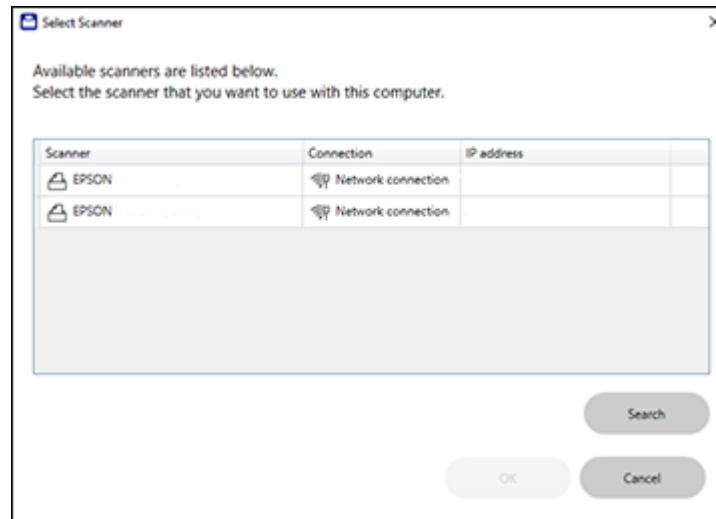 Select Scanner
Available scanners are listed below.
Select the scanner that you want to use with this computer.
Scanner Connection IP address
EPSON Network connection
EPSON Network connection
Search
OK Cancel